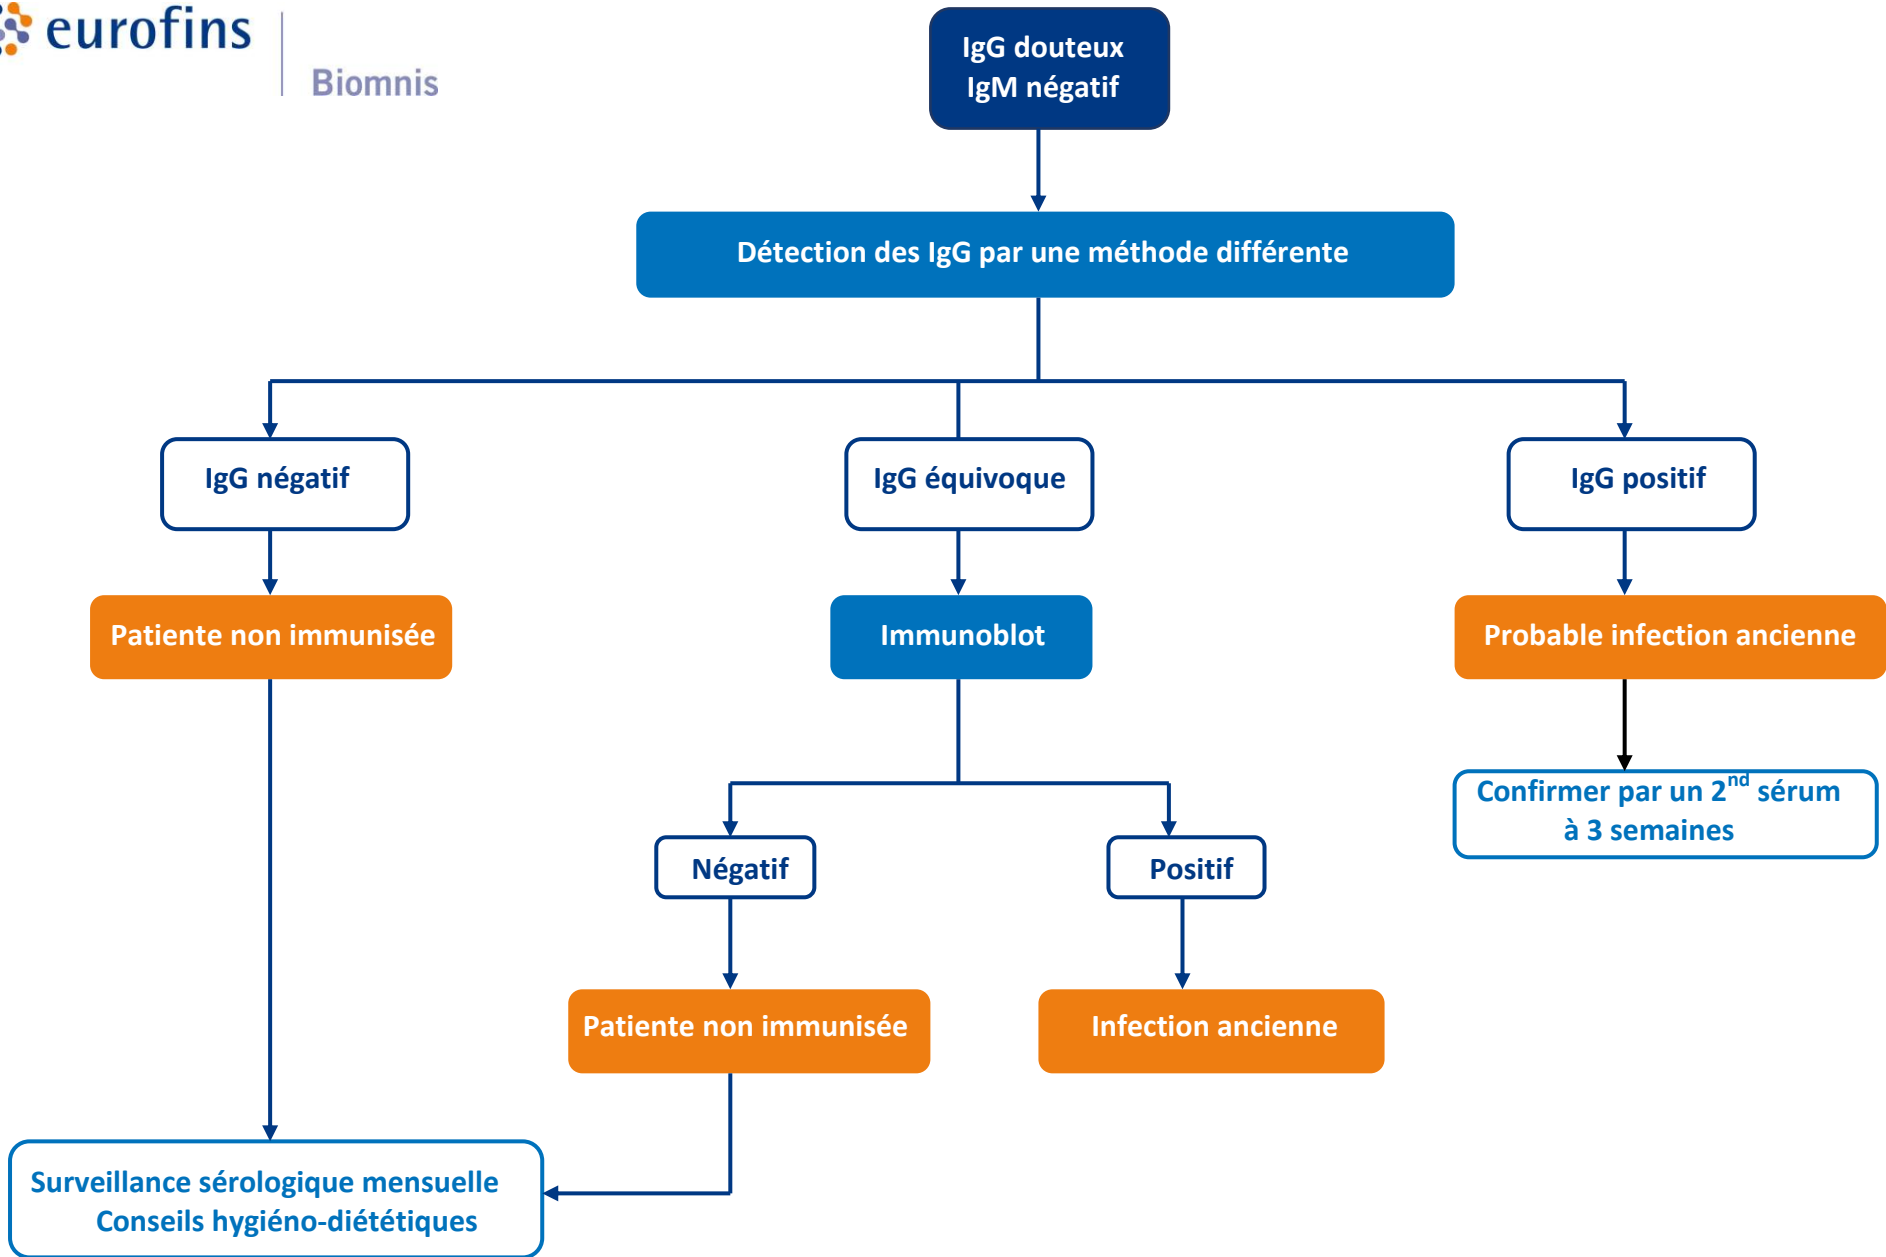 eurofins
Biomnis
IgG douteux
IgM négatif
Détection des IgG par une méthode différente
IgG négatif
IgG équivoque
IgG positif
Patiente non immunisée
Immunoblot
Probable infection ancienne
Confirmer par un 2nd sérum
à 3 semaines
Négatif
Positif
Patiente non immunisée
Infection ancienne
Surveillance sérologique mensuelle
Conseils hygiéno-diététiques